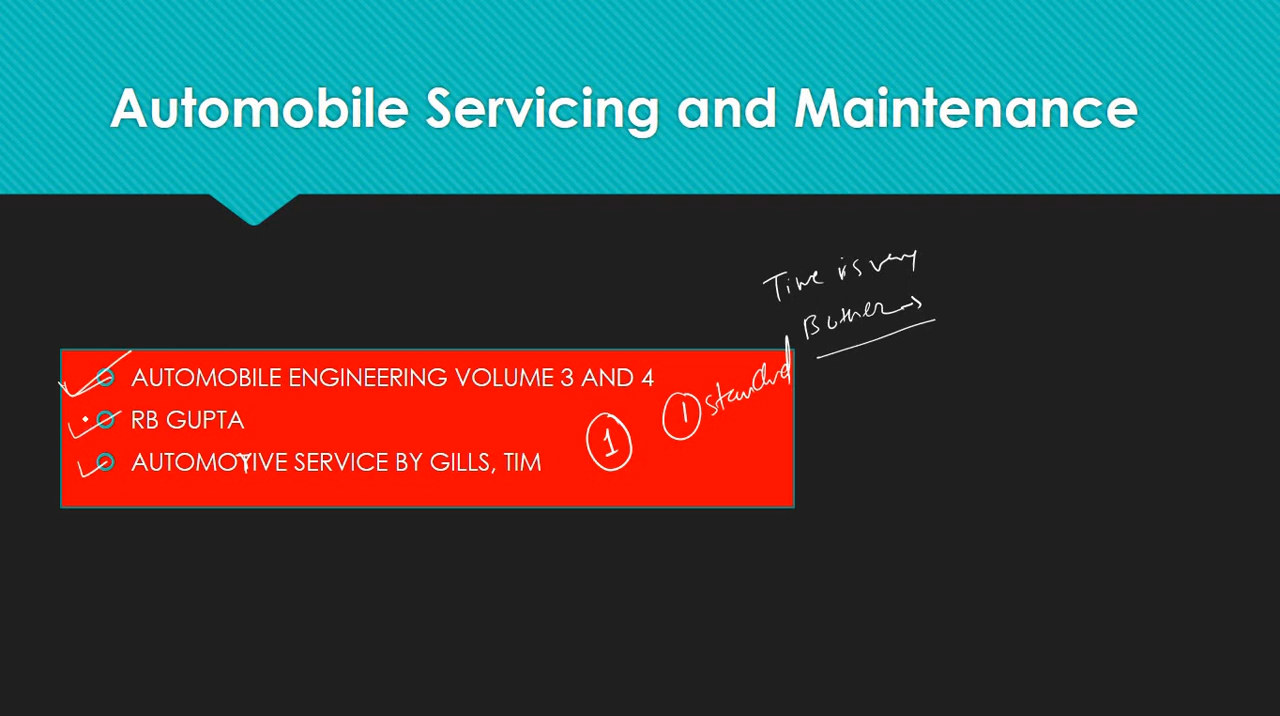 Automobile Servicing and Maintenance
Time is very
AUTOMOBILE ENGINEERING VOLUME 3 AND 4
RB GUPTA
AUTOMOTIVE SERVICE BY GILLS, TIM
1
1 standard